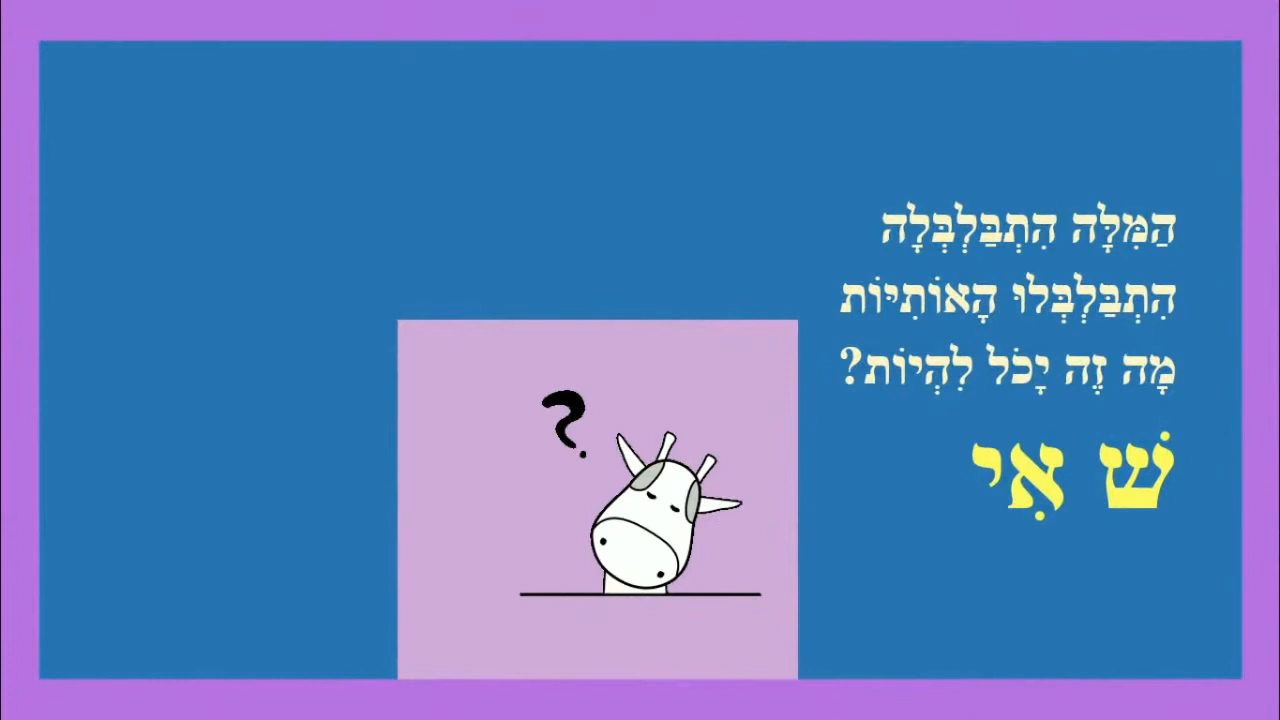 הַמִּלָּה הִתְבַּלְבְּלָה
הִתְבַּלְבְּלוּ הָאוֹתִיּוֹת
מָה זֶה יָכֹל לִהְיוֹת?
שׁ אִי
?